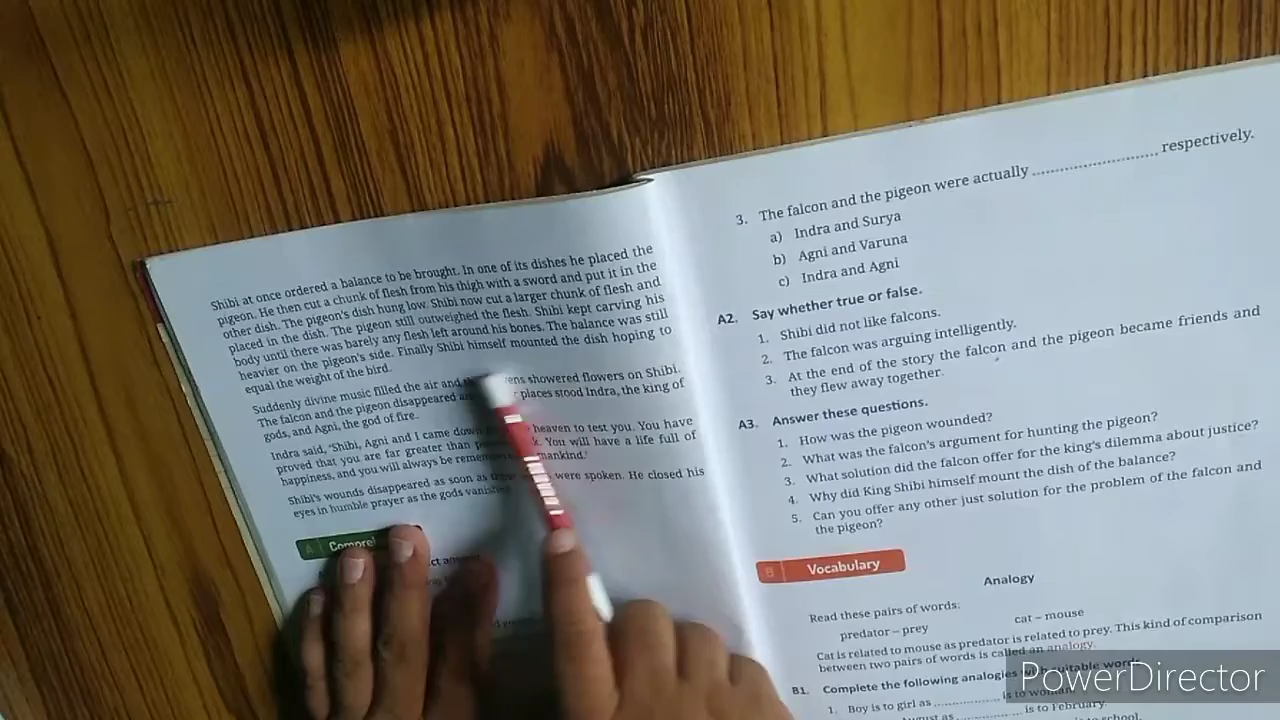 Shibi at once ordered a balance to be brought. In one of its dishes he placed the
pigeon. He then cut a chunk of flesh from his thigh with a sword and put it in the
other dish. The pigeon's dish hung low. Shibi now cut a larger chunk of flesh and
placed in the dish. The pigeon still outweighed the flesh. Shibi kept carving his
body until there was barely any flesh left around his bones. The balance was still
heavier on the pigeon's side. Finally Shibi himself mounted the dish hoping to
equal the weight of the bird.
Suddenly divine music filled the air and showered flowers on Shibi.
The falcon and the pigeon disappeared places stood Indra, the king of
gods, and Agni, the god of fire.
Indra said, 'Shibi, Agni and I came down heaven to test you. You have
proved that you are far greater than You will have a life full of
happiness, and you will always be mankind.'
Shibi's wounds disappeared as soon as were spoken. He closed his
eyes in humble prayer as the gods
A
3. The falcon and the pigeon were actually .............................. respectively.
a) Indra and Surya
b) Agni and Varuna
c) Indra and Agni
A2. Say whether true or false.
1. Shibi did not like falcons.
2. The falcon was arguing intelligently.
3. At the end of the story the falcon and the pigeon became friends and
they flew away together.
A3. Answer these questions.
1. How was the pigeon wounded?
2. What was the falcon's argument for hunting the pigeon?
3. What solution did the falcon offer for the king's dilemma about justice?
4. Why did King Shibi himself mount the dish of the balance?
5. Can you offer any other just solution for the problem of the falcon and
the pigeon?
B Vocabulary
Analogy
Read these pairs of words:
predator – prey cat – mouse
Cat is related to mouse as predator is related to prey. This kind of comparison
between two pairs of words is called an analogy.
B1. Complete the following analogies with suitable words.
1. Boy is to girl as ................. is to
as ................. is to February.
is to school.
PowerDirector